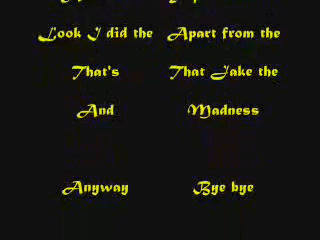 Look I did the Apart from the
That's That Jake the
And Madness
Anyway Bye bye